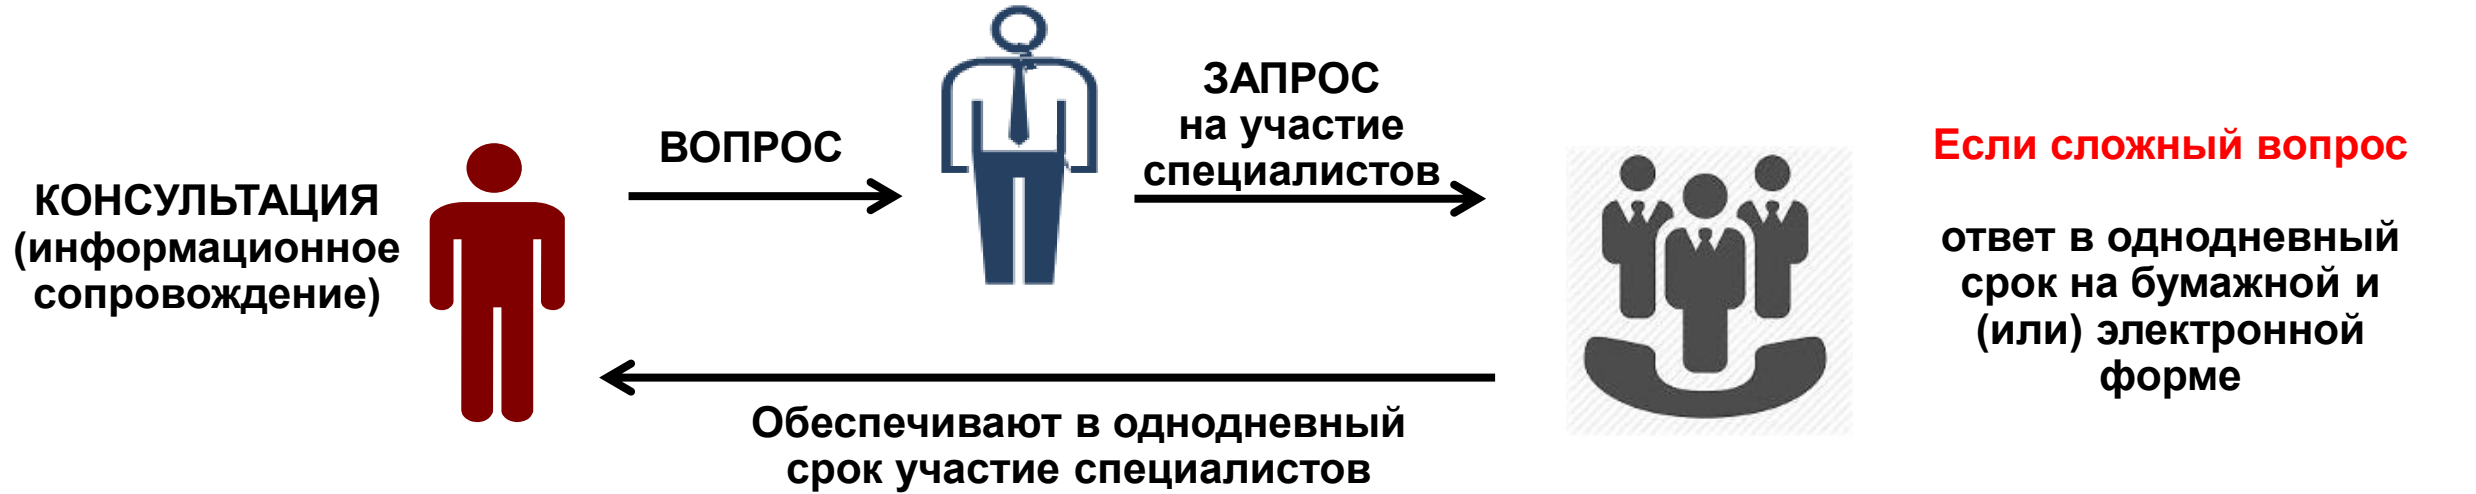 КОНСУЛЬТАЦИЯ
(информационное
сопровождение)
ВОПРОС
ЗАПРОС
на участие
специалистов
Обеспечивают в однодневный
срок участие специалистов
Если сложный вопрос
ответ в однодневный
срок на бумажной и
(или) электронной
форме